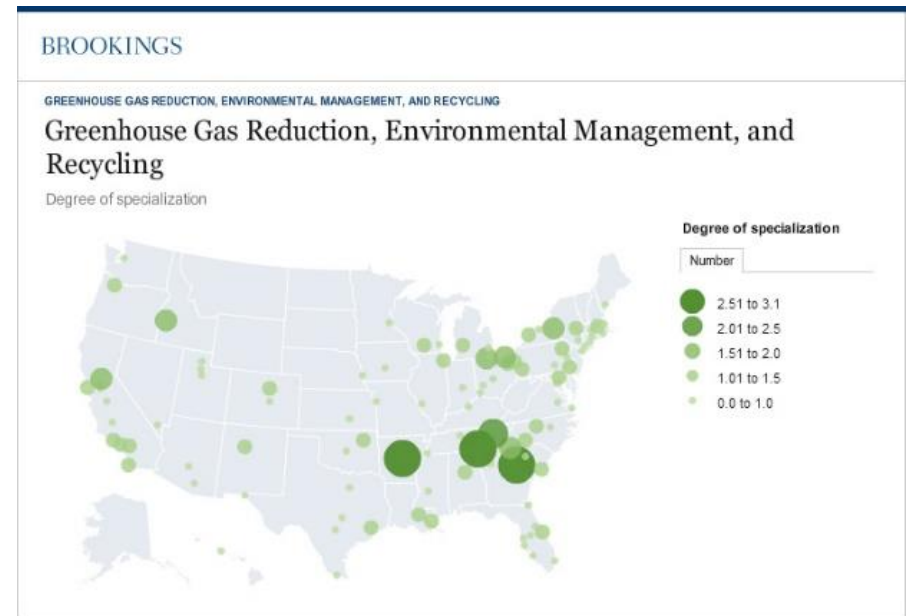 BROOKINGS
GREENHOUSE GAS REDUCTION, ENVIRONMENTAL MANAGEMENT, AND RECYCLING
Greenhouse Gas Reduction, Environmental Management, and
Recycling
Degree of specialization
Degree of specialization
Number
2.51 to 3.1
2.01 to 2.5
1.51 to 2.0
1.01 to 1.5
0.0 to 1.0